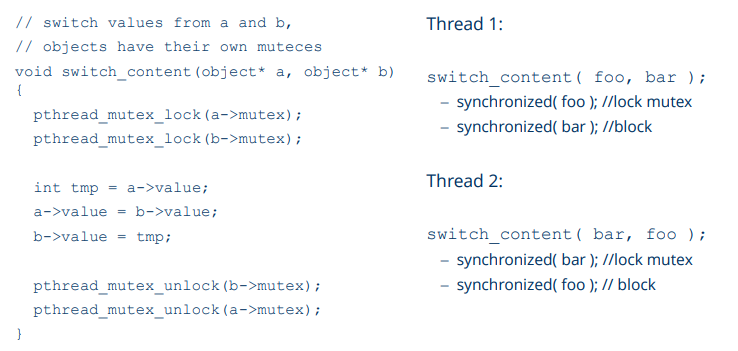 // switch values from a and b,
// objects have their own muteces
void switch_content(object* a, object* b)
{
pthread_mutex_lock(a->mutex);
pthread_mutex_lock(b->mutex);
int tmp = a->value;
a->value = b->value;
b->value = tmp;
pthread_mutex_unlock(b->mutex);
pthread_mutex_unlock(a->mutex);
}
Thread 1:
switch_content( foo, bar );
– synchronized( foo ); //lock mutex
– synchronized( bar ); //block
Thread 2:
switch_content( bar, foo );
– synchronized( bar ); //lock mutex
– synchronized( foo ); // block